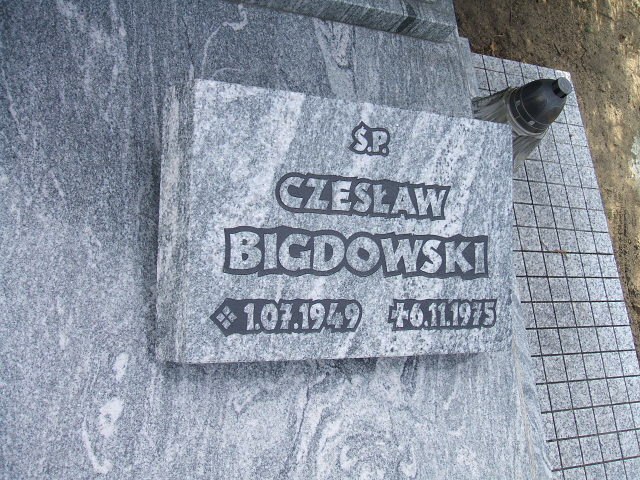 Ś.P.
CZESŁAW
BIGDOWSKI
1.07.1949 6.11.1975